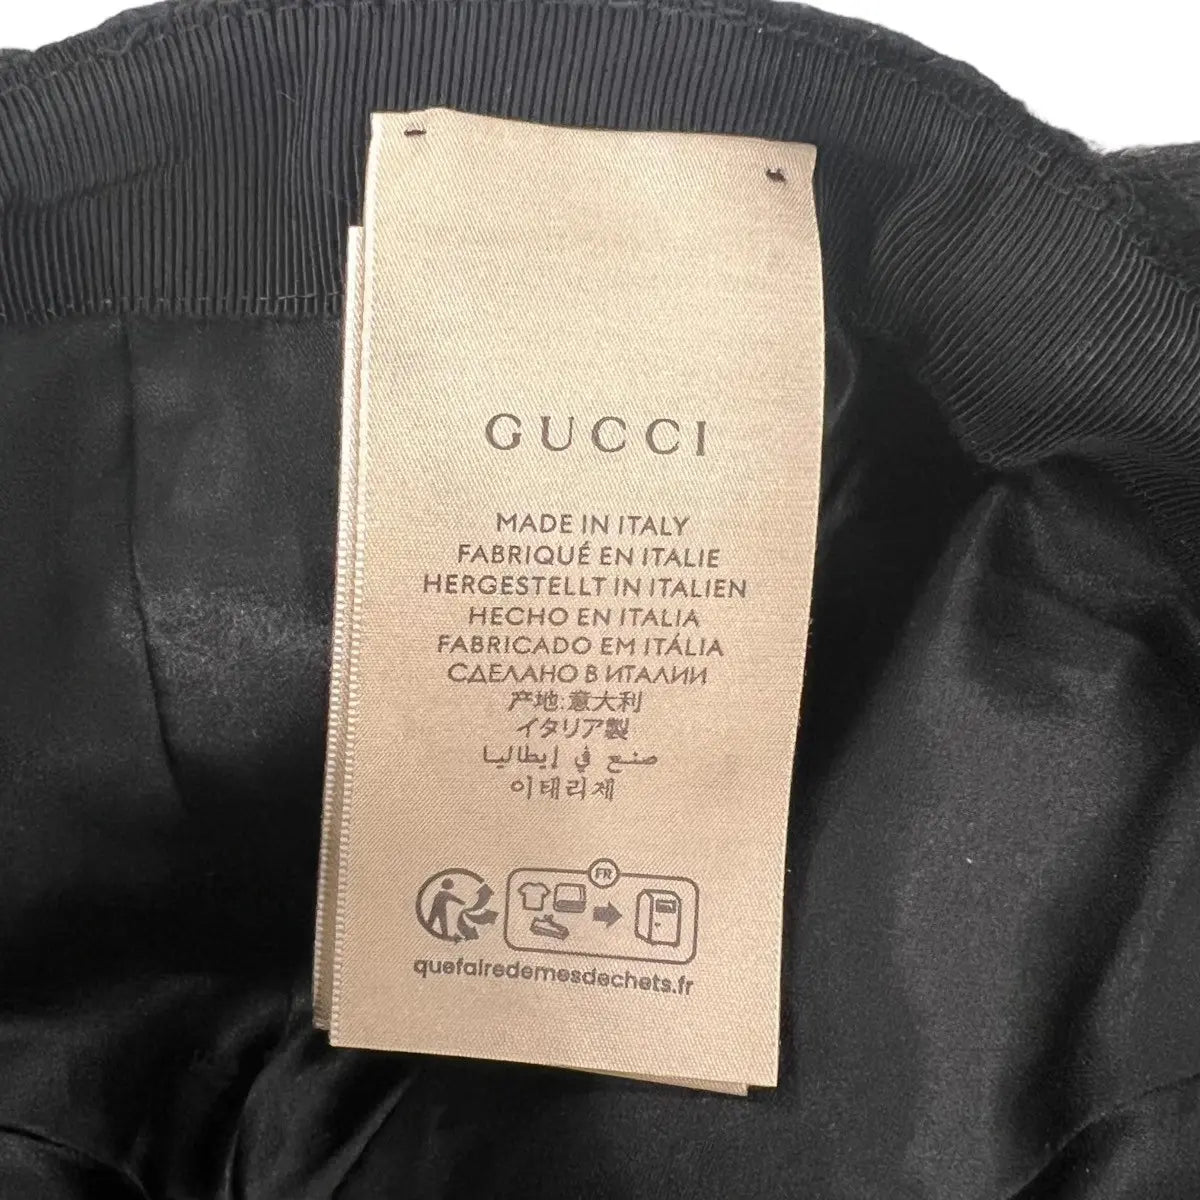 GUCCI
MADE IN ITALY
FABRIQUÉ EN ITALIE
HERGESTELLT IN ITALIEN
HECHO EN ITALIA
FABRICADO EM ITÁLIA
СДЕЛАНО В ИТАЛИИ
产地:意大利
イタリア製
صنع في إيطاليا
이태리제
FR
quefairedemesdechets.fr